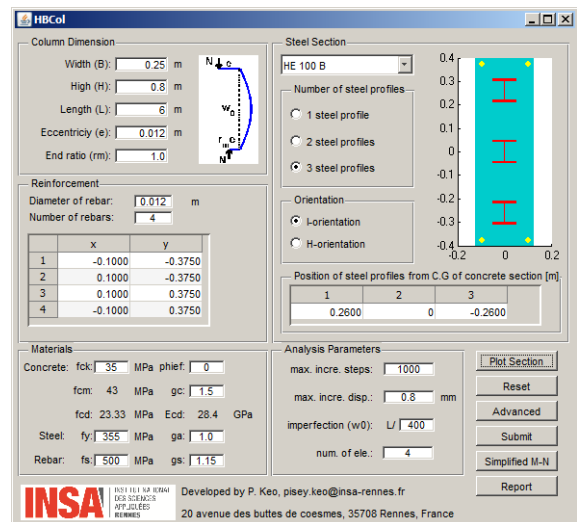 HBCol
Column Dimension
Width (B): 0.25 m
High (H): 0.8 m
Length (L): 6 m
Eccentriciy (e): 0.012 m
End ratio (rm): 1.0
N e
w0
rme
N
Reinforcement
Diameter of rebar: 0.012 m
Number of rebars: 4
x y
1 -0.1000 -0.3750
2 0.1000 -0.3750
3 0.1000 0.3750
4 -0.1000 0.3750
Steel Section
HE 100 B
Number of steel profiles
1 steel profile
2 steel profiles
3 steel profiles
Orientation
I-orientation
H-orientation
0.4
0.3
0.2
0.1
0
-0.1
-0.2
-0.3
-0.4
-0.2 0 0.2
Position of steel profiles from C.G of concrete section [m]
1 2 3
0.2600 0 -0.2600
Materials
Concrete: fck: 35 MPa phief: 0
fcm: 43 MPa gc: 1.5
fcd: 23.33 MPa Ecd: 28.4 GPa
Steel: fy: 355 MPa ga: 1.0
Rebar: fs: 500 MPa gs: 1.15
Analysis Parameters
max. incre. steps: 1000
max. incre. disp.: 0.8 mm
imperfection (w0): L/ 400
num. of ele.: 4
Plot Section
Reset
Advanced
Submit
Simplified M-N
Report
INSA
INSTITUT NATIONAL
DES SCIENCES
APPLIQUÉES
RENNES
Developed by P. Keo, pisey.keo@insa-rennes.fr
20 avenue des buttes de coesmes, 35708 Rennes, France